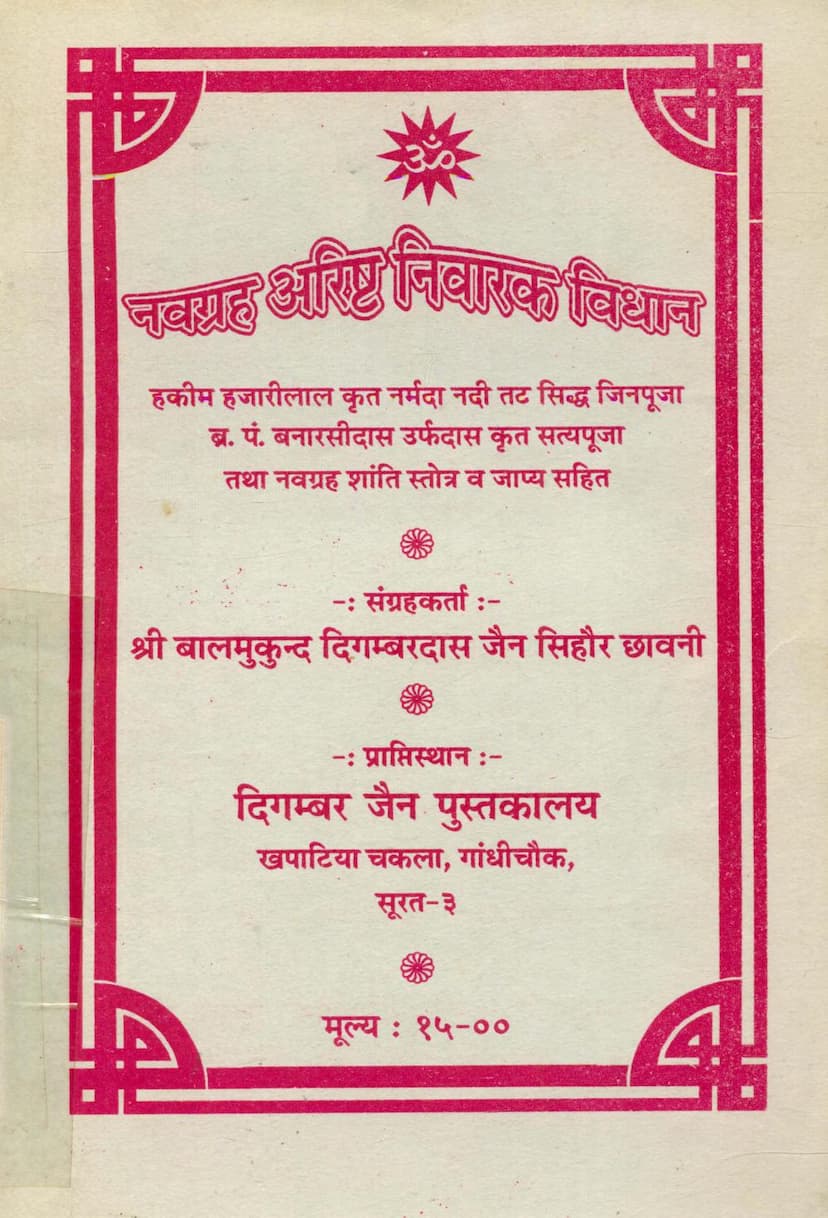 ॐ
नवग्रह अरिष्ट निवारक विधान
हकीम हजारीलाल कृत नर्मदा नदी तट सिद्ध जिनपूजा
ब्र. पं. बनारसीदास उर्फदास कृत सत्यपूजा
तथा नवग्रह शांति स्तोत्र व जाप्य सहित
-: संग्रहकर्ता :-
श्री बालमुकुन्द दिगम्बरदास जैन सिहौर छावनी
-: प्राप्तिस्थान :-
दिगम्बर जैन पुस्तकालय
खपाटिया चकला, गांधीचौक,
सूरत-३
मूल्य : १५-००